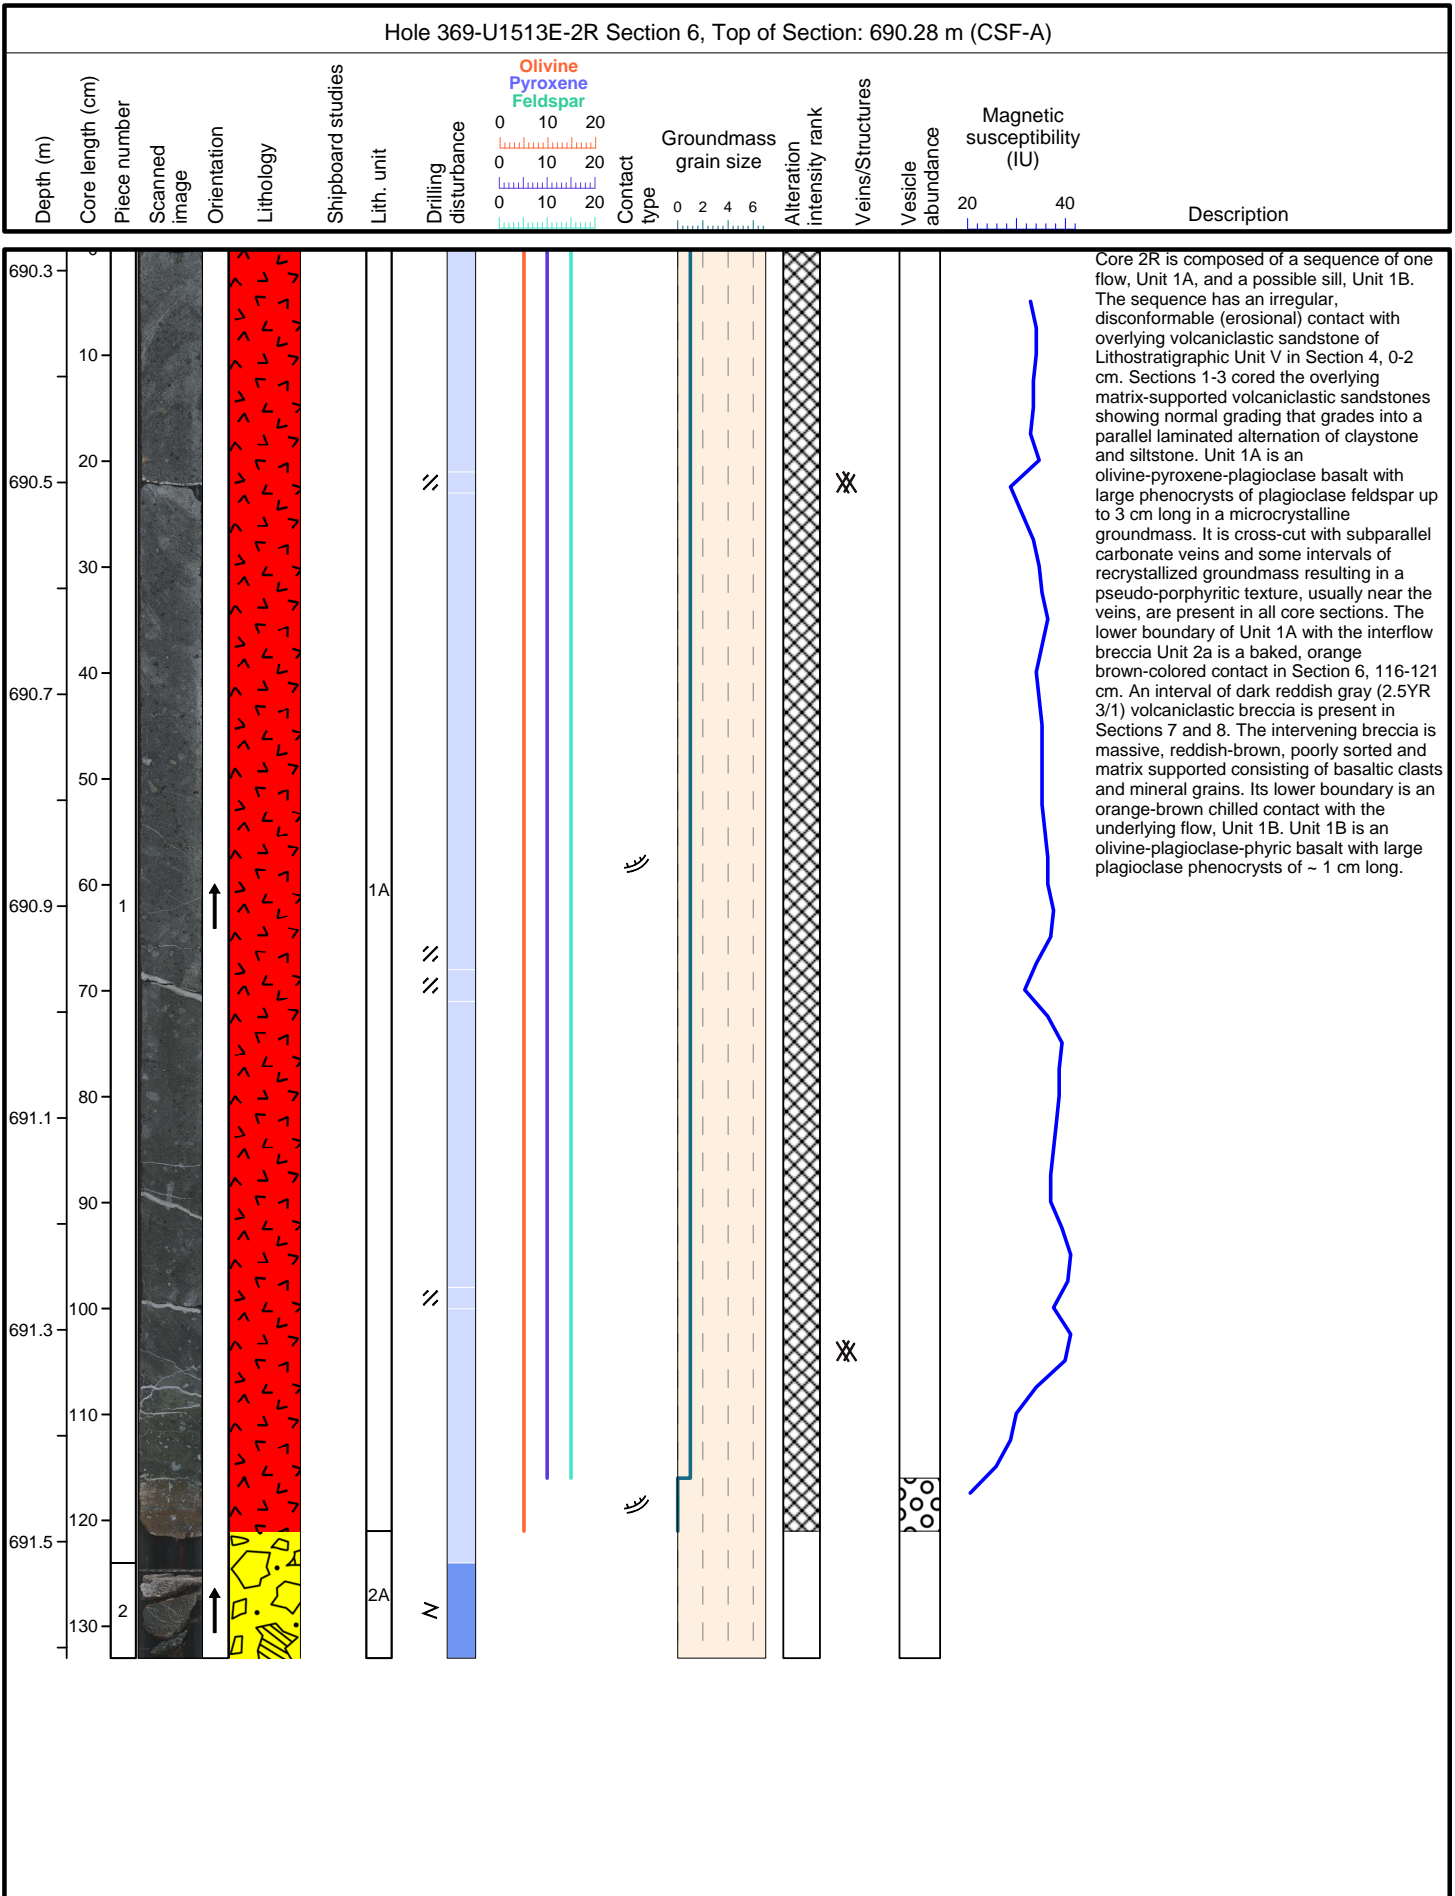 Hole 369-U1513E-2R Section 6, Top of Section: 690.28 m (CSF-A)
Depth (m)
Core length (cm)
Piece number
Scanned
image
Orientation
Lithology
Shipboard studies
Lith. unit
Drilling
disturbance
Olivine
Pyroxene
Feldspar
0 10 20
0 10 20
0 10 20
Contact
type
Groundmass
grain size
0 2 4 6
Alteration
intensity rank
Veins/Structures
Vesicle
abundance
Magnetic
susceptibility
(IU)
20 40
Description
690.3
690.5
690.7
690.9
691.1
691.3
691.5
10
20
30
40
50
60
70
80
90
100
110
120
130
1
2
1A
2A
Core 2R is composed of a sequence of one
flow, Unit 1A, and a possible sill, Unit 1B.
The sequence has an irregular,
disconformable (erosional) contact with
overlying volcaniclastic sandstone of
Lithostratigraphic Unit V in Section 4, 0-2
cm. Sections 1-3 cored the overlying
matrix-supported volcaniclastic sandstones
showing normal grading that grades into a
parallel laminated alternation of claystone
and siltstone. Unit 1A is an
olivine-pyroxene-plagioclase basalt with
large phenocrysts of plagioclase feldspar up
to 3 cm long in a microcrystalline
groundmass. It is cross-cut with subparallel
carbonate veins and some intervals of
recrystallized groundmass resulting in a
pseudo-porphyritic texture, usually near the
veins, are present in all core sections. The
lower boundary of Unit 1A with the interflow
breccia Unit 2a is a baked, orange
brown-colored contact in Section 6, 116-121
cm. An interval of dark reddish gray (2.5YR
3/1) volcaniclastic breccia is present in
Sections 7 and 8. The intervening breccia is
massive, reddish-brown, poorly sorted and
matrix supported consisting of basaltic clasts
and mineral grains. Its lower boundary is an
orange-brown chilled contact with the
underlying flow, Unit 1B. Unit 1B is an
olivine-plagioclase-phyric basalt with large
plagioclase phenocrysts of ~ 1 cm long.